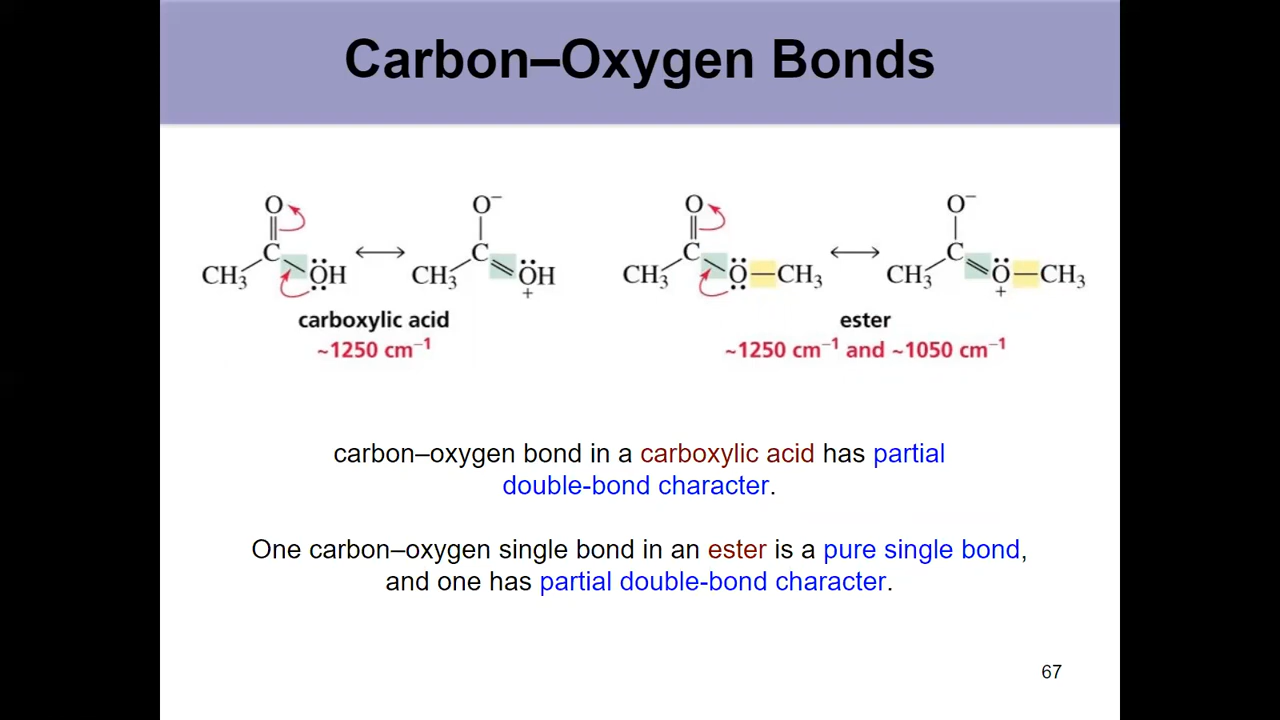 Carbon–Oxygen Bonds
O O⁻ O O⁻
C C C C
CH₃ ÖH CH₃ ÖH CH₃ Ö—CH₃ CH₃ Ö—CH₃
+ +
carboxylic acid ester
~1250 cm⁻¹ ~1250 cm⁻¹ and ~1050 cm⁻¹
carbon–oxygen bond in a carboxylic acid has partial
double-bond character.
One carbon–oxygen single bond in an ester is a pure single bond,
and one has partial double-bond character.
67